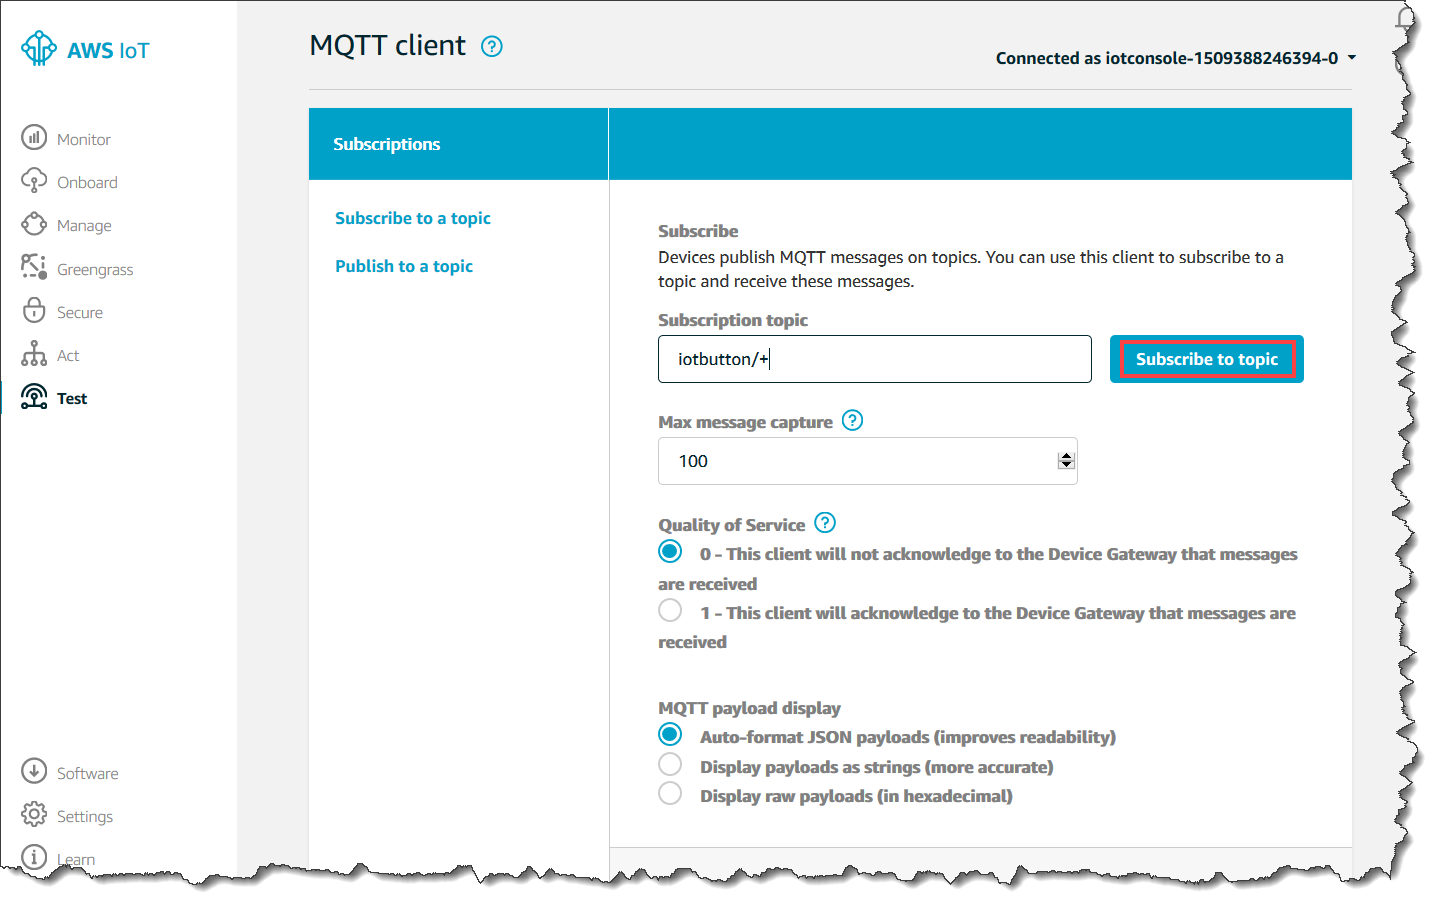 AWS IoT
Monitor
Onboard
Manage
Greengrass
Secure
Act
Test
Software
Settings
Learn
MQTT client ?
Connected as iotconsole-1509388246394-0
Subscriptions
Subscribe to a topic
Publish to a topic
Subscribe
Devices publish MQTT messages on topics. You can use this client to subscribe to a
topic and receive these messages.
Subscription topic
iotbutton/+
Subscribe to topic
Max message capture ?
100
Quality of Service ?
0 - This client will not acknowledge to the Device Gateway that messages
are received
1 - This client will acknowledge to the Device Gateway that messages are
received
MQTT payload display
Auto-format JSON payloads (improves readability)
Display payloads as strings (more accurate)
Display raw payloads (in hexadecimal)